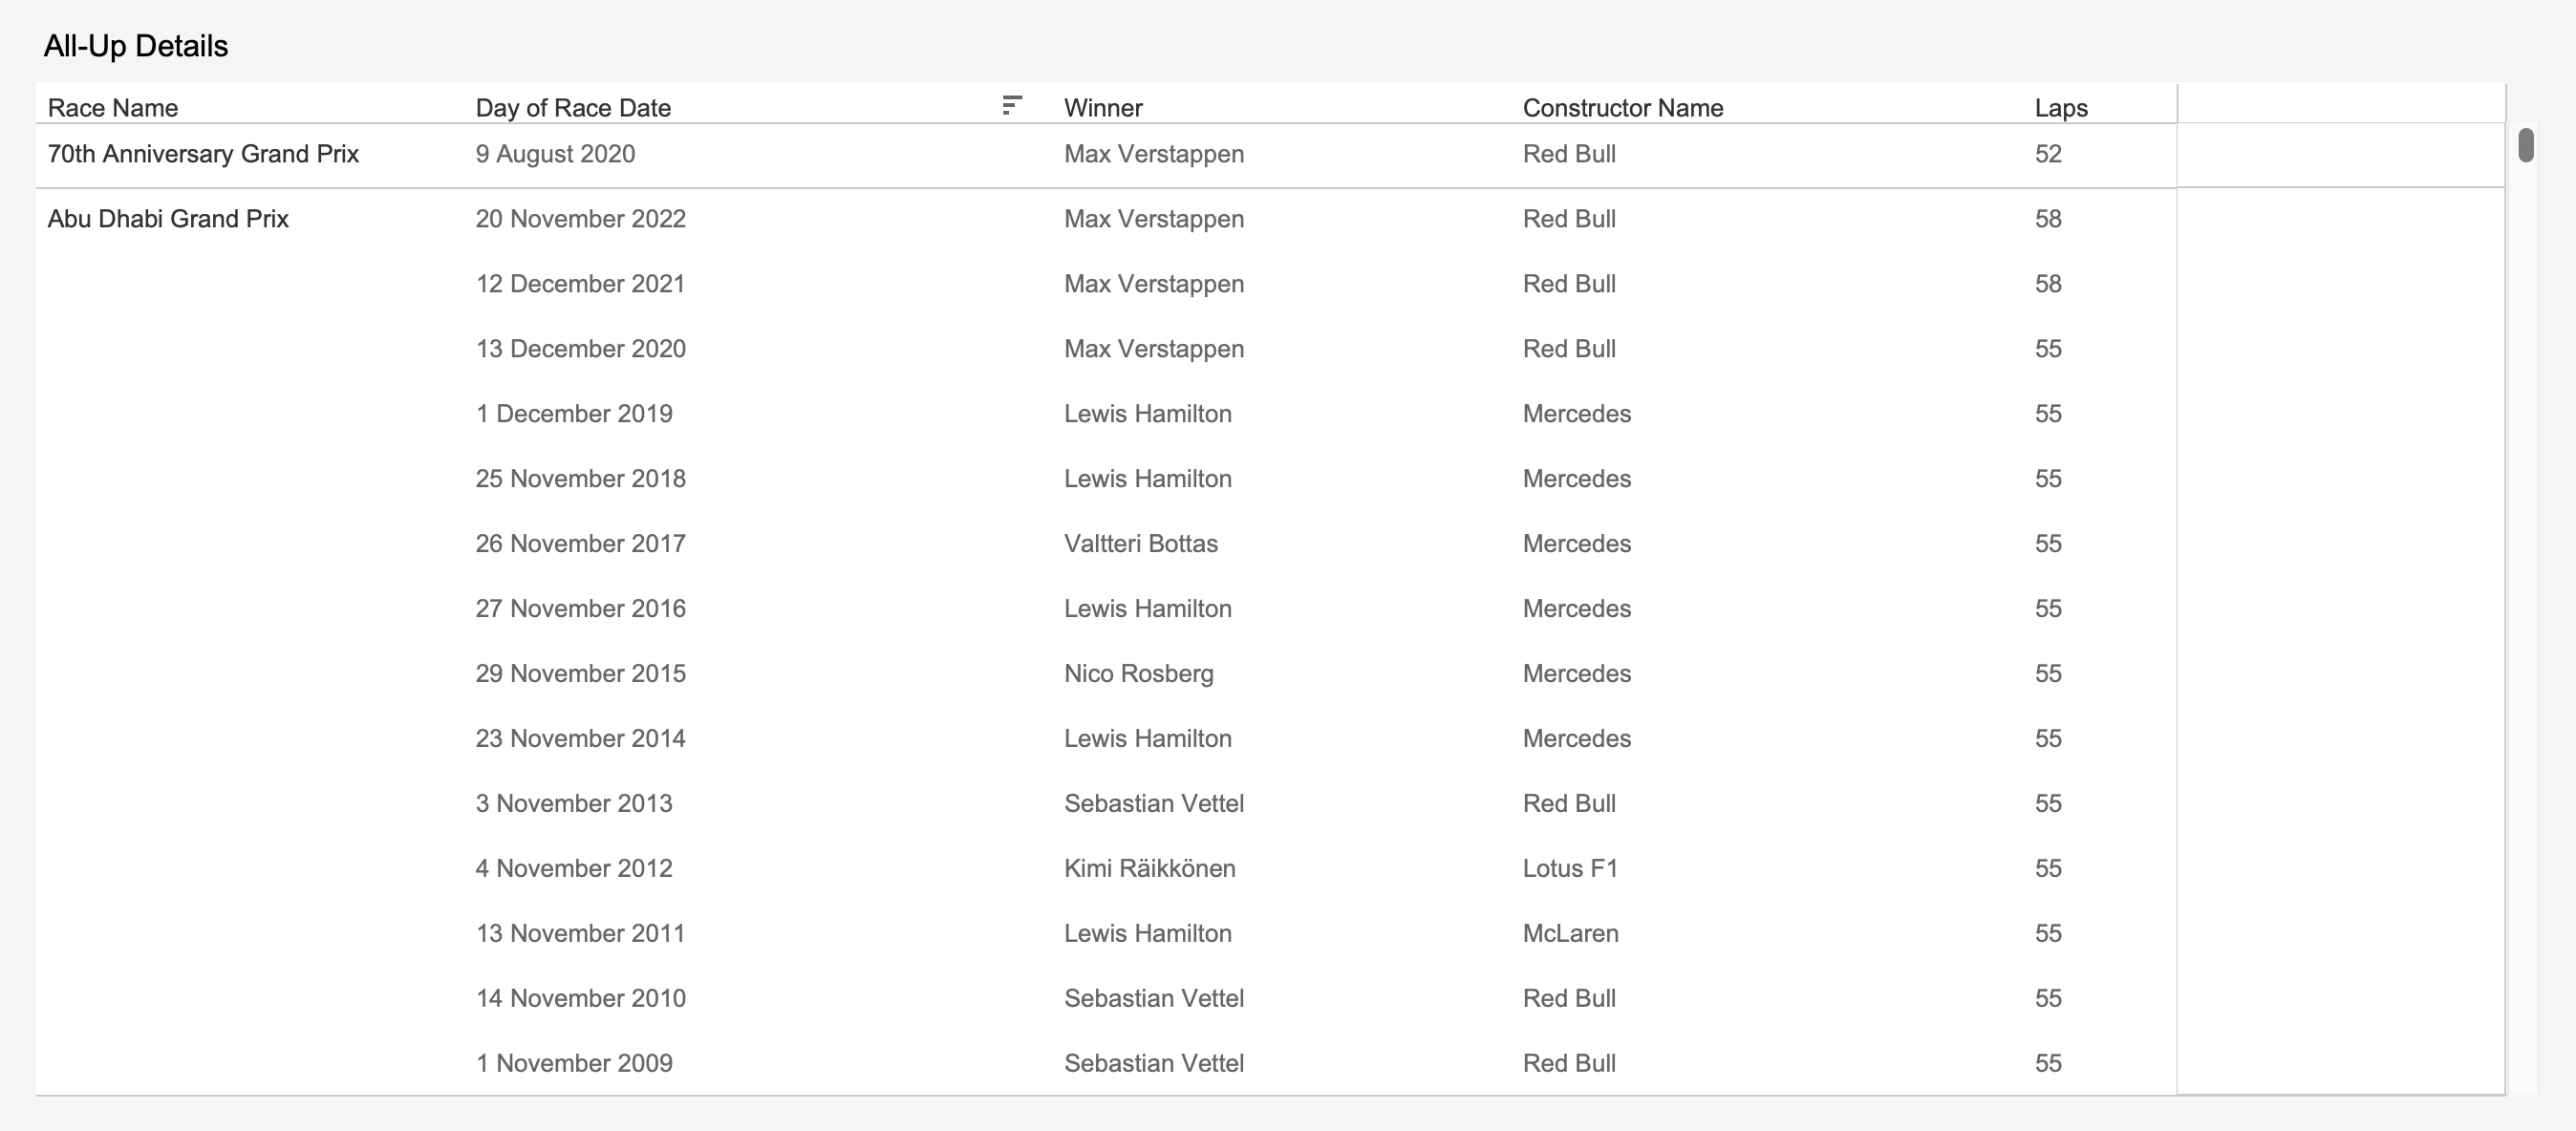 All-Up Details
Race Name Day of Race Date Winner Constructor Name Laps
70th Anniversary Grand Prix 9 August 2020 Max Verstappen Red Bull 52
Abu Dhabi Grand Prix 20 November 2022 Max Verstappen Red Bull 58
12 December 2021 Max Verstappen Red Bull 58
13 December 2020 Max Verstappen Red Bull 55
1 December 2019 Lewis Hamilton Mercedes 55
25 November 2018 Lewis Hamilton Mercedes 55
26 November 2017 Valtteri Bottas Mercedes 55
27 November 2016 Lewis Hamilton Mercedes 55
29 November 2015 Nico Rosberg Mercedes 55
23 November 2014 Lewis Hamilton Mercedes 55
3 November 2013 Sebastian Vettel Red Bull 55
4 November 2012 Kimi Räikkönen Lotus F1 55
13 November 2011 Lewis Hamilton McLaren 55
14 November 2010 Sebastian Vettel Red Bull 55
1 November 2009 Sebastian Vettel Red Bull 55